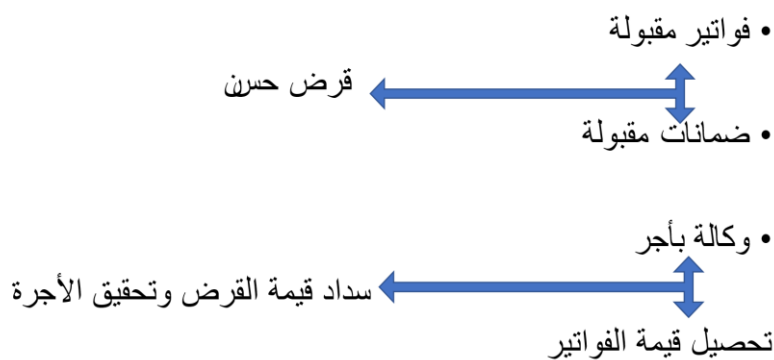 • فواتير مقبولة
قرض حسن
• ضمانات مقبولة
• وكالة بأجر
سداد قيمة القرض وتحقيق الأجرة
تحصيل قيمة الفواتير